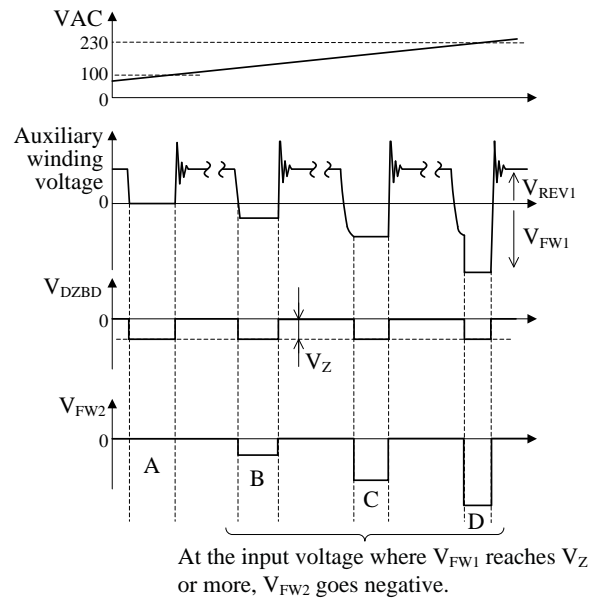 VAC
230
100
0
Auxiliary
winding
voltage
0
V_REV1
V_FW1
V_DZBD
0
V_Z
V_FW2
0
A
B
C
D
At the input voltage where V_FW1 reaches V_Z
or more, V_FW2 goes negative.